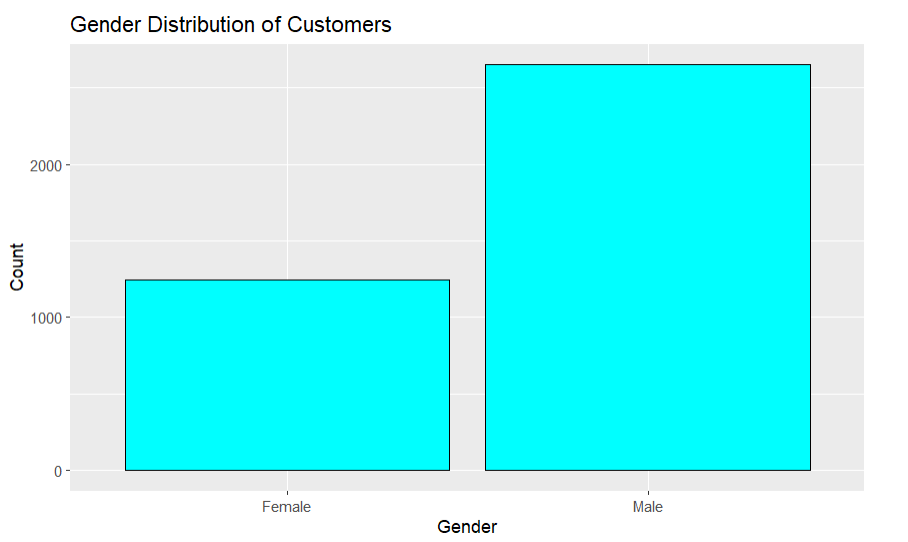 Gender Distribution of Customers
Count
2000
1000
0
Female Male
Gender